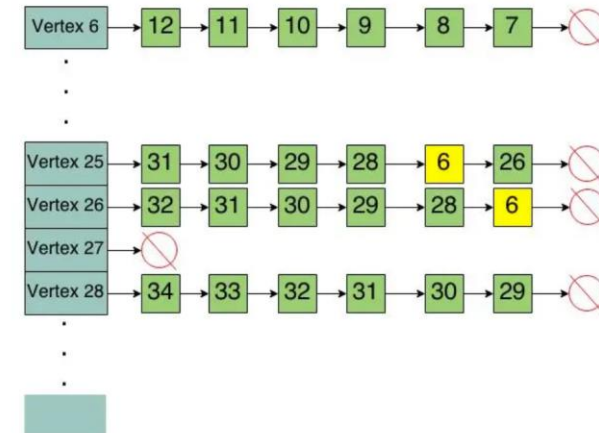 Vertex 6 12 11 10 9 8 7
Vertex 25 31 30 29 28 6 26
Vertex 26 32 31 30 29 28 6
Vertex 27
Vertex 28 34 33 32 31 30 29